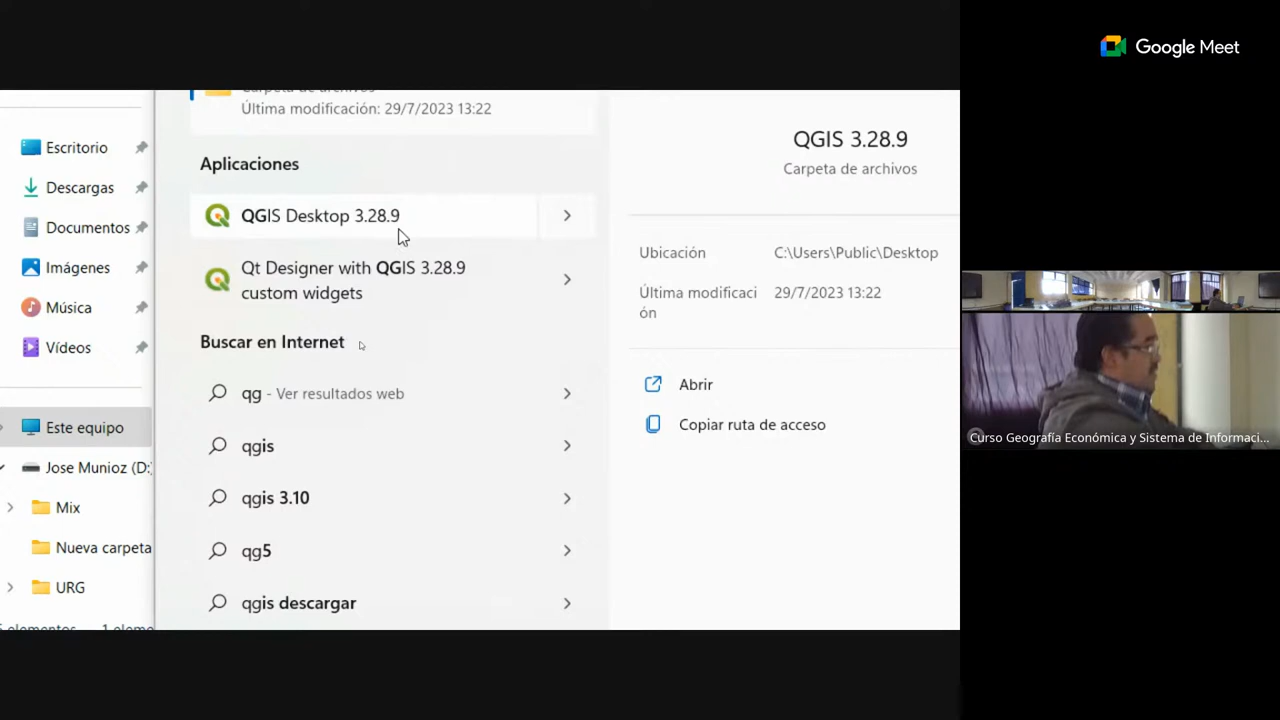 Google Meet
Carpeta de archivos
Última modificación: 29/7/2023 13:22
Aplicaciones
QGIS Desktop 3.28.9
Qt Designer with QGIS 3.28.9
custom widgets
Buscar en Internet
qg - Ver resultados web
qgis
qgis 3.10
qg5
qgis descargar
Escritorio
Descargas
Documentos
Imágenes
Música
Vídeos
Este equipo
Jose Munioz (D:)
Mix
Nueva carpeta
URG
QGIS 3.28.9
Carpeta de archivos
Ubicación C:\Users\Public\Desktop
Última modificaci 29/7/2023 13:22
ón
Abrir
Copiar ruta de acceso
Curso Geografía Económica y Sistema de Informaci...